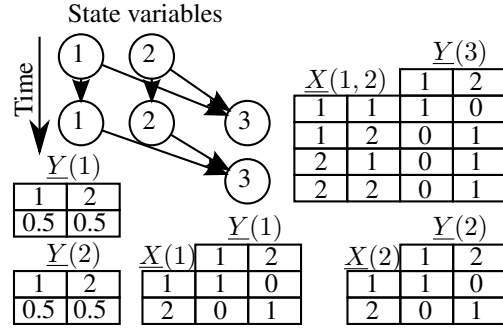 State variables
Time
1 2
1 2 3
3
Y(3)
X(1, 2) 1 2
1 1 1 0
1 2 0 1
2 1 0 1
2 2 0 1
Y(1)
1 2
0.5 0.5
Y(2)
1 2
0.5 0.5
Y(1)
X(1) 1 2
1 1 0
2 0 1
Y(2)
X(2) 1 2
1 1 0
2 0 1